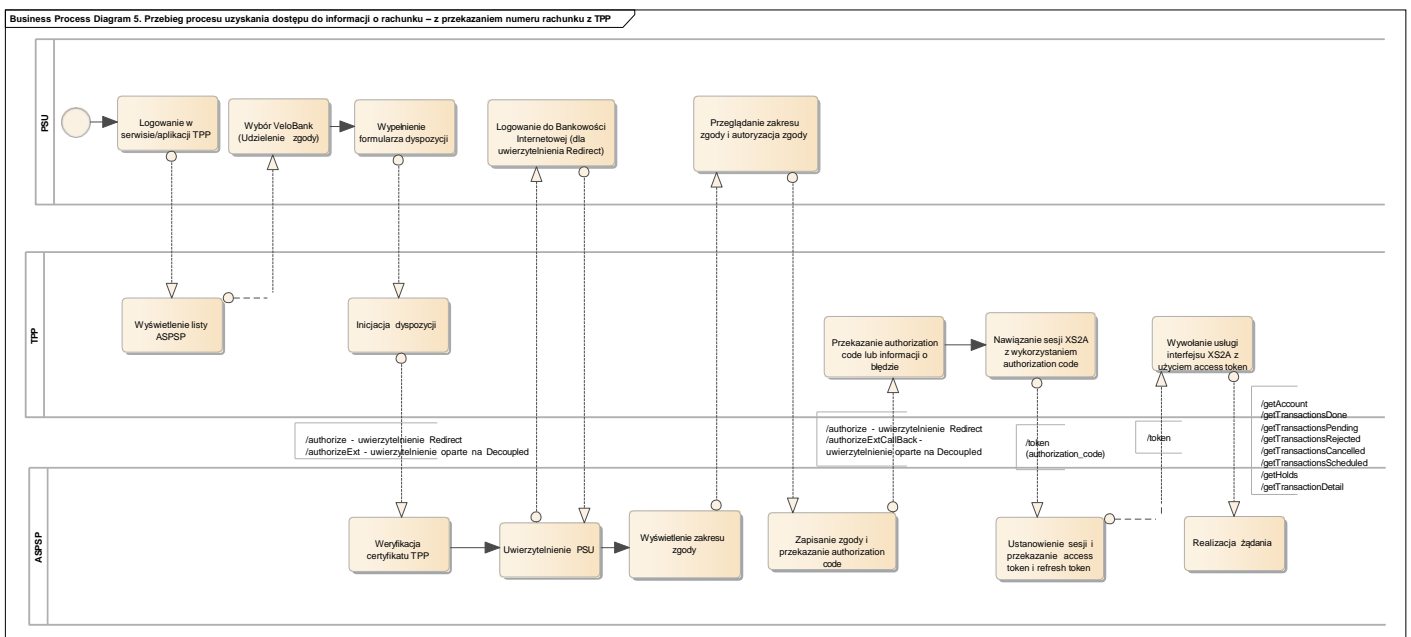 Business Process Diagram 5. Przebieg procesu uzyskania dostępu do informacji o rachunku – z przekazaniem numeru rachunku z TPP
PSU
Logowanie w
serwisie/aplikacji TPP
Wybór VeloBank
(Udzielenie zgody)
Wypełnienie
formularza dyspozycji
Logowanie do Bankowości
Internetowej (dla
uwierzytelnienia Redirect)
Przeglądanie zakresu
zgody i autoryzacja zgody
TPP
Wyświetlenie listy
ASPSP
Inicjacja dyspozycji
Przekazanie authorization
code lub informacji o
błędzie
Nawiązanie sesji XS2A
z wykorzystaniem
authorization code
Wywołanie usługi
interfejsu XS2A z
użyciem access token
/authorize - uwierzytelnienie Redirect
/authorizeExt - uwierzytelnienie oparte na Decoupled
/authorize - uwierzytelnienie Redirect
/authorizeExtCallBack -
uwierzytelnienie oparte na Decoupled
/token
(authorization_code)
/token
/getAccount
/getTransactionsDone
/getTransactionsPending
/getTransactionsRejected
/getTransactionsCancelled
/getTransactionsScheduled
/getHolds
/getTransactionDetail
ASPSP
Weryfikacja
certyfikatu TPP
Uwierzytelnienie PSU
Wyświetlenie zakresu
zgody
Zapisanie zgody i
przekazanie authorization
code
Ustanowienie sesji i
przekazanie access
token i refresh token
Realizacja żądania